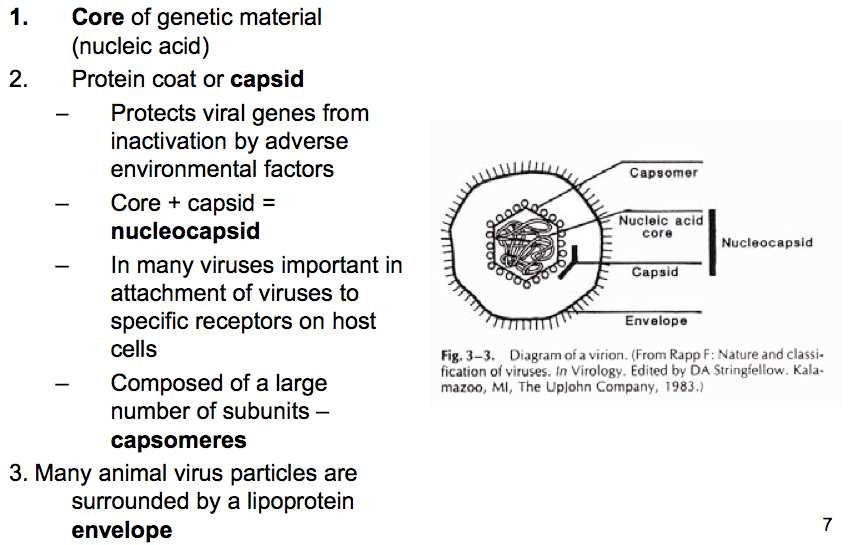 1. Core of genetic material
(nucleic acid)
2. Protein coat or capsid
– Protects viral genes from
inactivation by adverse
environmental factors
– Core + capsid =
nucleocapsid
– In many viruses important in
attachment of viruses to
specific receptors on host
cells
– Composed of a large
number of subunits –
capsomeres
3. Many animal virus particles are
surrounded by a lipoprotein
envelope
Capsomer
Nucleic acid
core
Nucleocapsid
Capsid
Envelope
Fig. 3–3. Diagram of a virion. (From Rapp F: Nature and classi-
fication of viruses. In Virology. Edited by DA Stringfellow. Kala-
mazoo, MI, The UpJohn Company, 1983.)
7